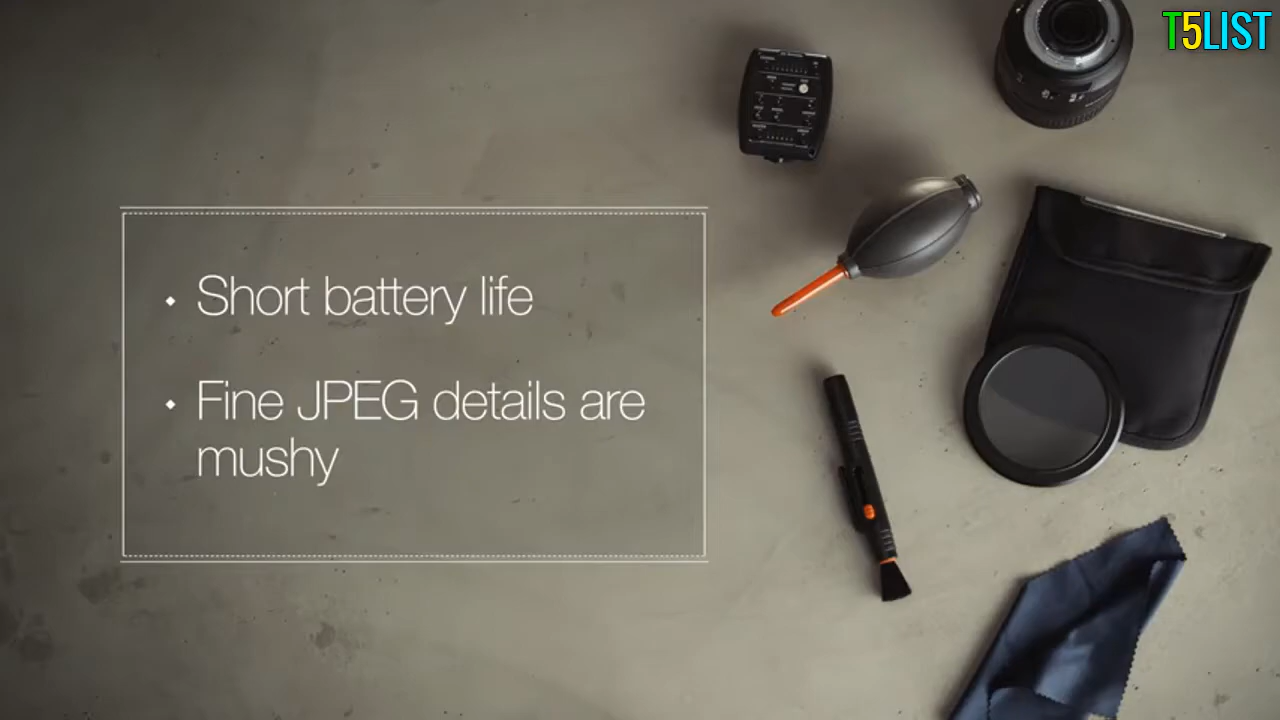 T5LIST
• Short battery life
• Fine JPEG details are
mushy